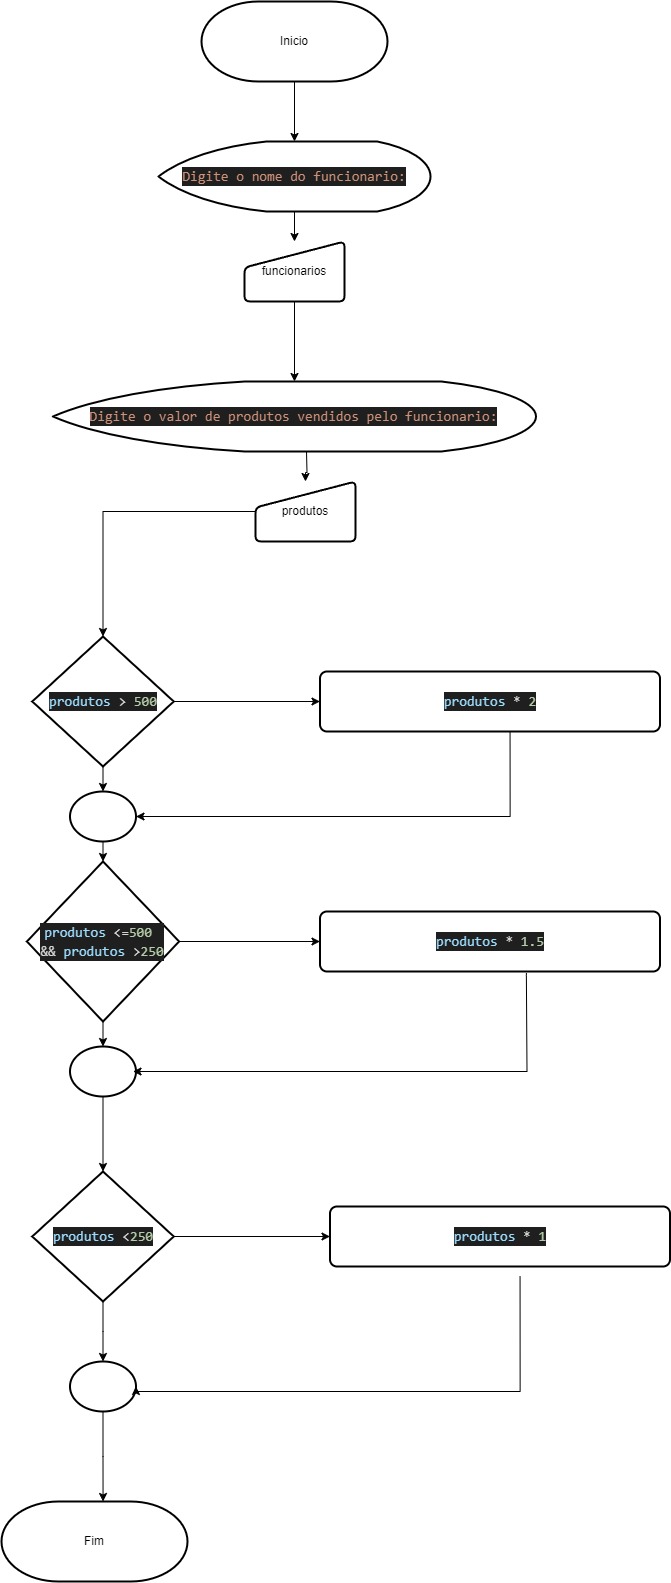 Inicio
Digite o nome do funcionario:
funcionarios
Digite o valor de produtos vendidos pelo funcionario:
produtos
produtos > 500
produtos * 2
produtos <=500
&& produtos >250
produtos * 1.5
produtos <250
produtos * 1
Fim